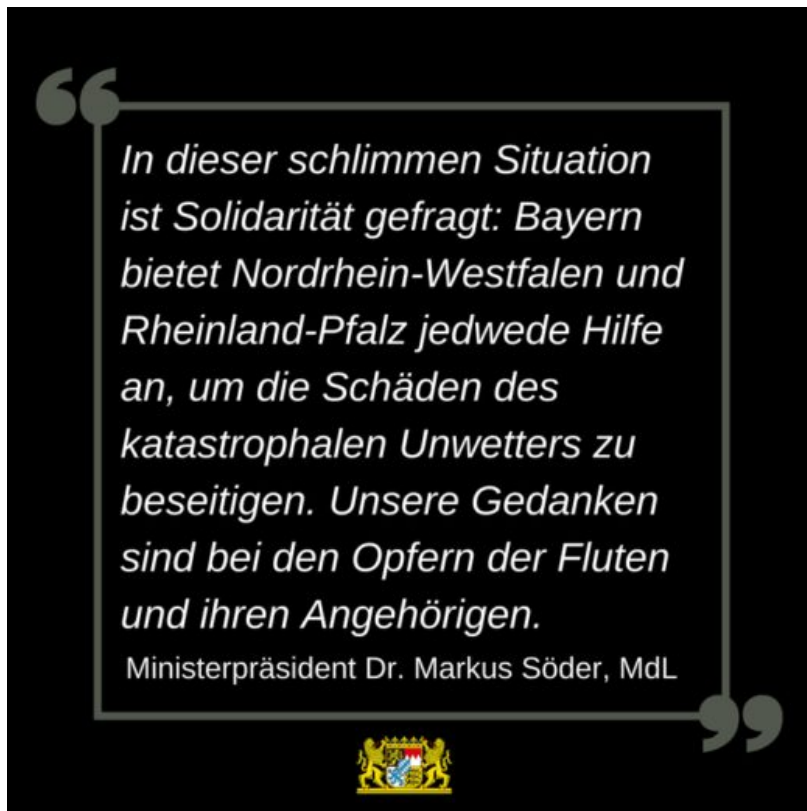 In dieser schlimmen Situation
ist Solidarität gefragt: Bayern
bietet Nordrhein-Westfalen und
Rheinland-Pfalz jedwede Hilfe
an, um die Schäden des
katastrophalen Unwetters zu
beseitigen. Unsere Gedanken
sind bei den Opfern der Fluten
und ihren Angehörigen.
Ministerpräsident Dr. Markus Söder, MdL